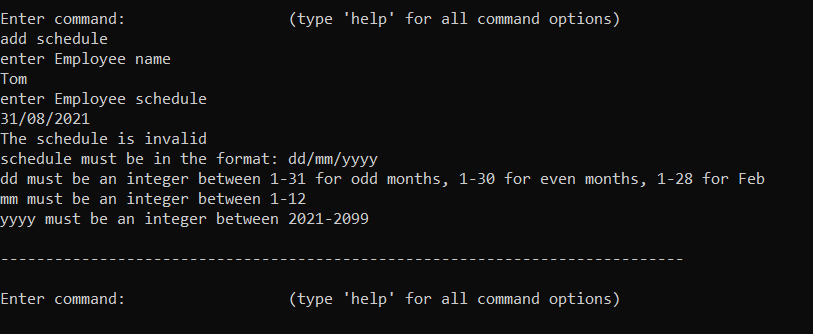 Enter command:                  (type 'help' for all command options)
add schedule
enter Employee name
Tom
enter Employee schedule
31/08/2021
The schedule is invalid
schedule must be in the format: dd/mm/yyyy
dd must be an integer between 1-31 for odd months, 1-30 for even months, 1-28 for Feb
mm must be an integer between 1-12
yyyy must be an integer between 2021-2099
----------------------------------------------------------------------------
Enter command:                  (type 'help' for all command options)